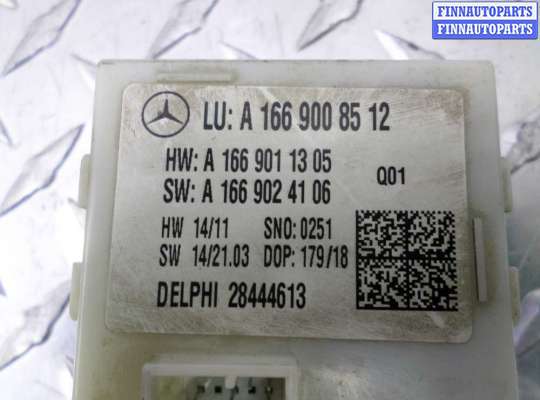 FINNAUTOPARTS
FINNAUTOPARTS
LU: A 166 900 85 12
HW: A 166 901 13 05
SW: A 166 902 41 06
Q01
HW 14/11 SNO: 0251
SW 14/21.03 DOP: 179/18
DELPHI 28444613